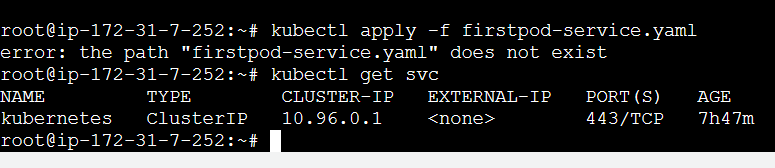 root@ip-172-31-7-252:~# kubectl apply -f firstpod-service.yaml
error: the path "firstpod-service.yaml" does not exist
root@ip-172-31-7-252:~# kubectl get svc
NAME         TYPE        CLUSTER-IP   EXTERNAL-IP   PORT(S)   AGE
kubernetes   ClusterIP   10.96.0.1    <none>        443/TCP   7h47m
root@ip-172-31-7-252:~#